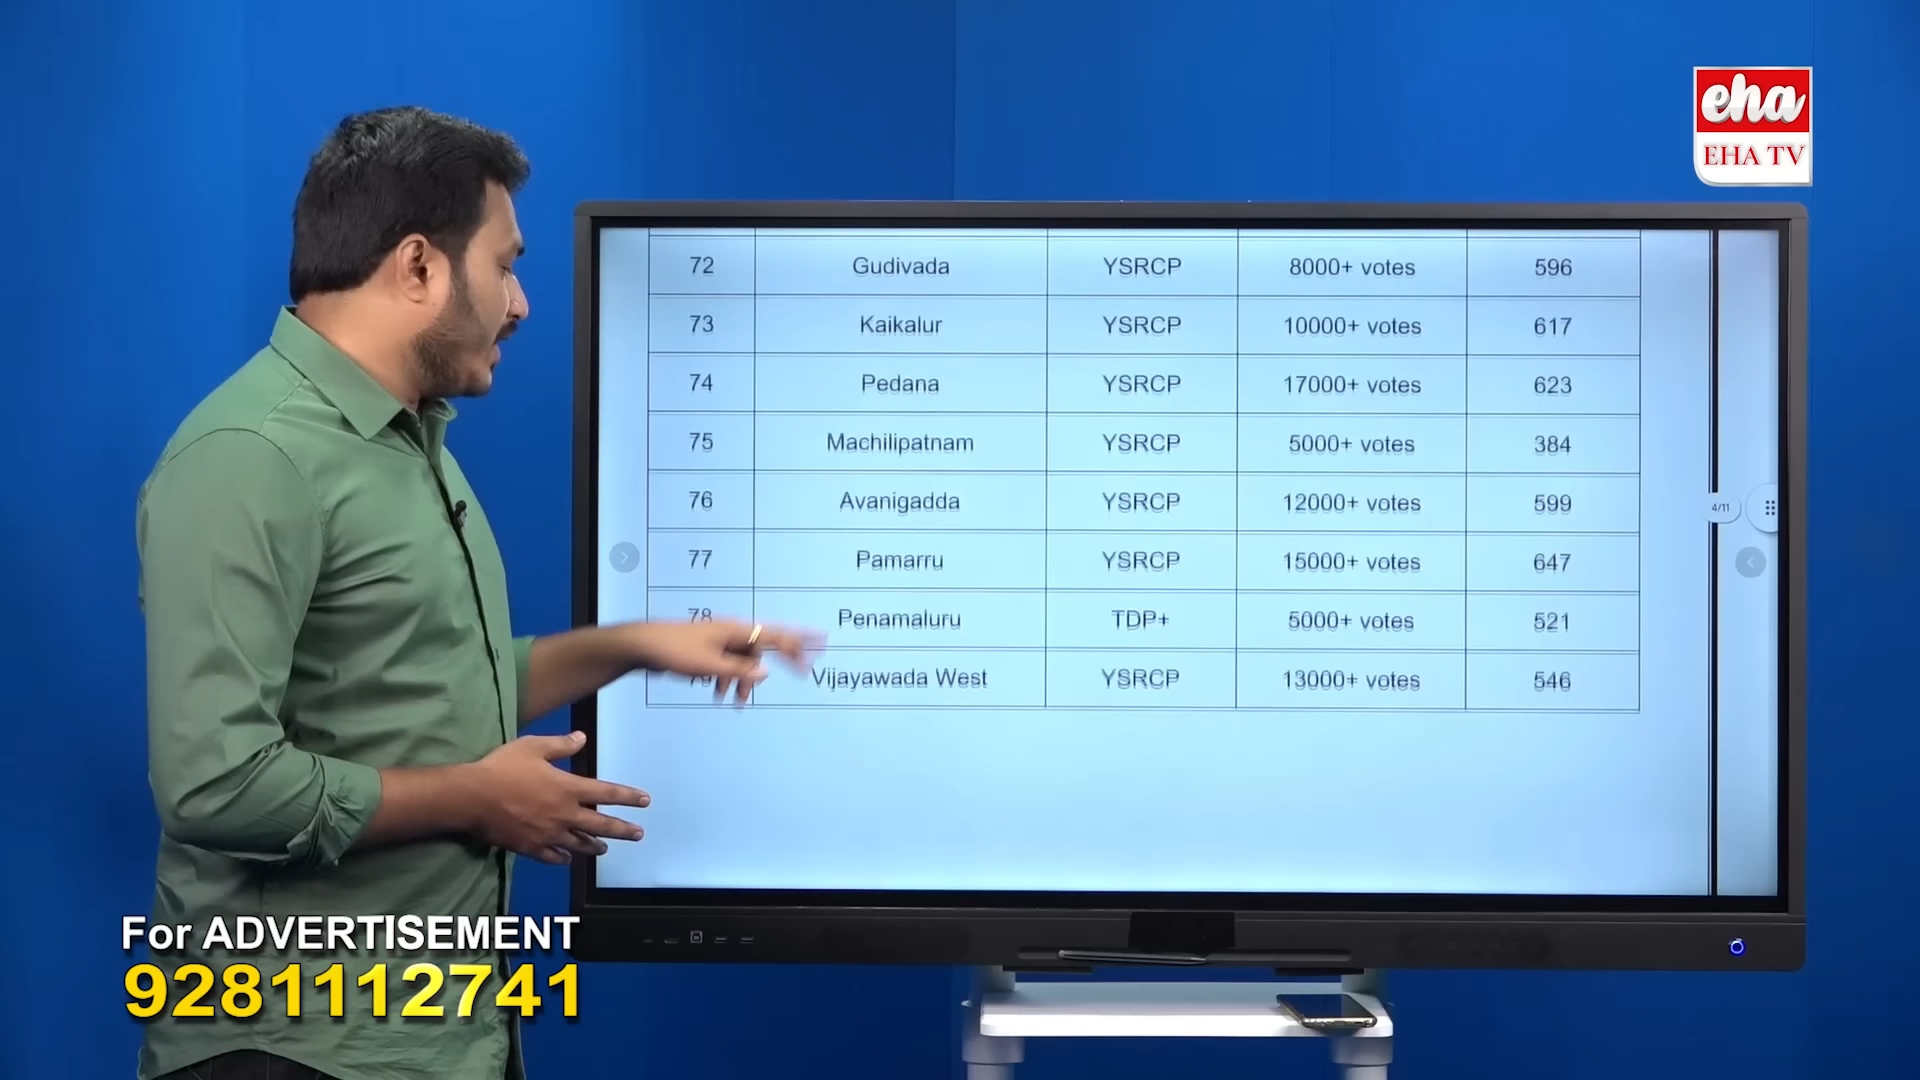 eha
EHA TV
72 Gudivada YSRCP 8000+ votes 596
73 Kaikalur YSRCP 10000+ votes 617
74 Pedana YSRCP 17000+ votes 623
75 Machilipatnam YSRCP 5000+ votes 384
76 Avanigadda YSRCP 12000+ votes 599
4/11
77 Pamarru YSRCP 15000+ votes 647
78 Penamaluru TDP+ 5000+ votes 521
79 Vijayawada West YSRCP 13000+ votes 546
For ADVERTISEMENT
9281112741